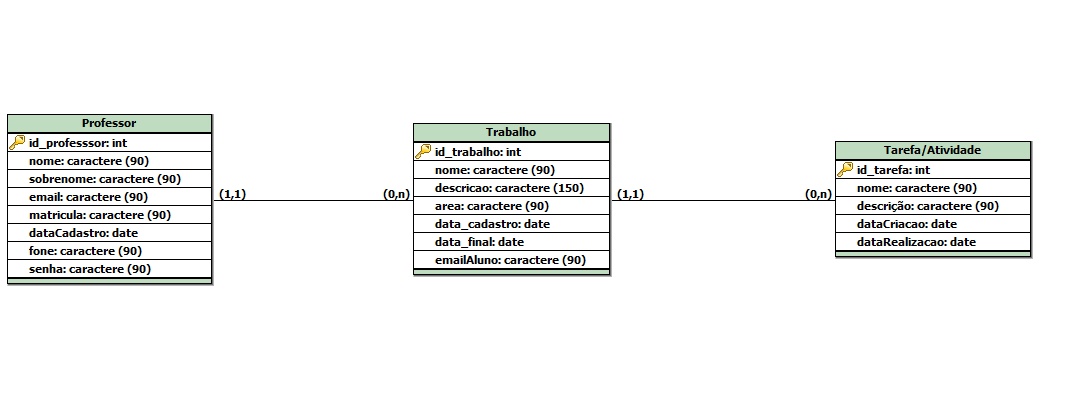 Professor
id_professsor: int
nome: caractere (90)
sobrenome: caractere (90)
email: caractere (90)
matricula: caractere (90)
dataCadastro: date
fone: caractere (90)
senha: caractere (90)
(1,1)
(0,n)
Trabalho
id_trabalho: int
nome: caractere (90)
descricao: caractere (150)
area: caractere (90)
data_cadastro: date
data_final: date
emailAluno: caractere (90)
(1,1)
(0,n)
Tarefa/Atividade
id_tarefa: int
nome: caractere (90)
descrição: caractere (90)
dataCriacao: date
dataRealizacao: date